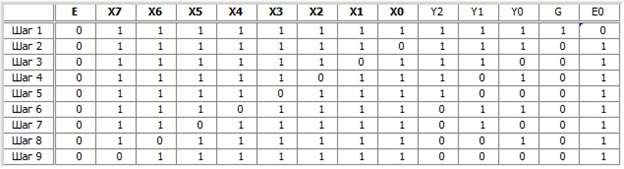 E X7 X6 X5 X4 X3 X2 X1 X0 Y2 Y1 Y0 G E0
Шаг 1 0 1 1 1 1 1 1 1 1 1 1 1 1 0
Шаг 2 0 1 1 1 1 1 1 1 0 1 1 1 0 1
Шаг 3 0 1 1 1 1 1 1 0 1 1 1 0 0 1
Шаг 4 0 1 1 1 1 1 0 1 1 1 0 1 0 1
Шаг 5 0 1 1 1 1 0 1 1 1 1 0 0 0 1
Шаг 6 0 1 1 1 0 1 1 1 1 0 1 1 0 1
Шаг 7 0 1 1 0 1 1 1 1 1 0 1 0 0 1
Шаг 8 0 1 0 1 1 1 1 1 1 0 0 1 0 1
Шаг 9 0 0 1 1 1 1 1 1 1 0 0 0 0 1